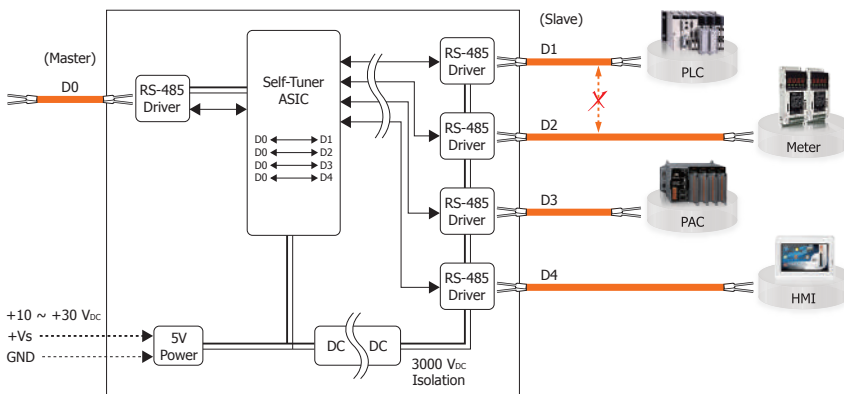 (Master)
D0
RS-485
Driver
Self-Tuner
ASIC
D0 D1
D0 D2
D0 D3
D0 D4
(Slave)
RS-485
Driver
D1
PLC
X
RS-485
Driver
D2
Meter
RS-485
Driver
D3
PAC
RS-485
Driver
D4
HMI
+10 ~ +30 VDC
+Vs
GND
5V
Power
DC DC
3000 VDC
Isolation